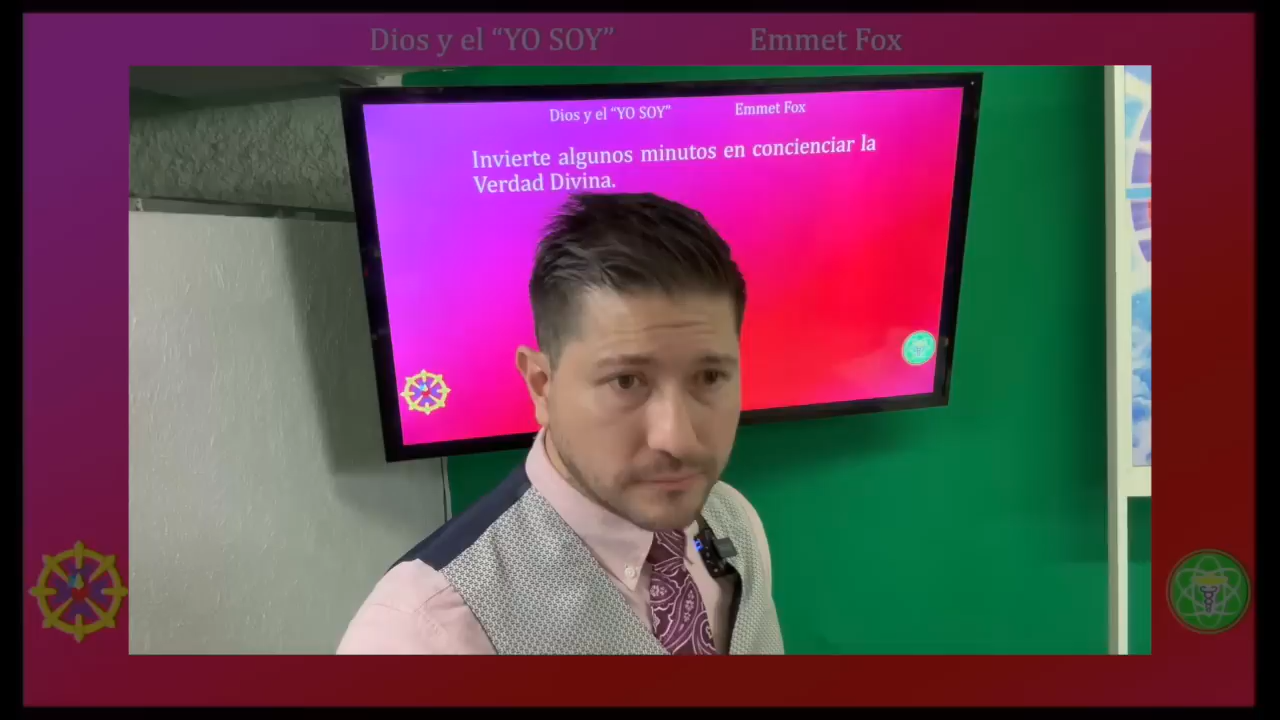 Dios y el “YO SOY” Emmet Fox
Dios y el “YO SOY” Emmet Fox
Invierte algunos minutos en concienciar la
Verdad Divina.